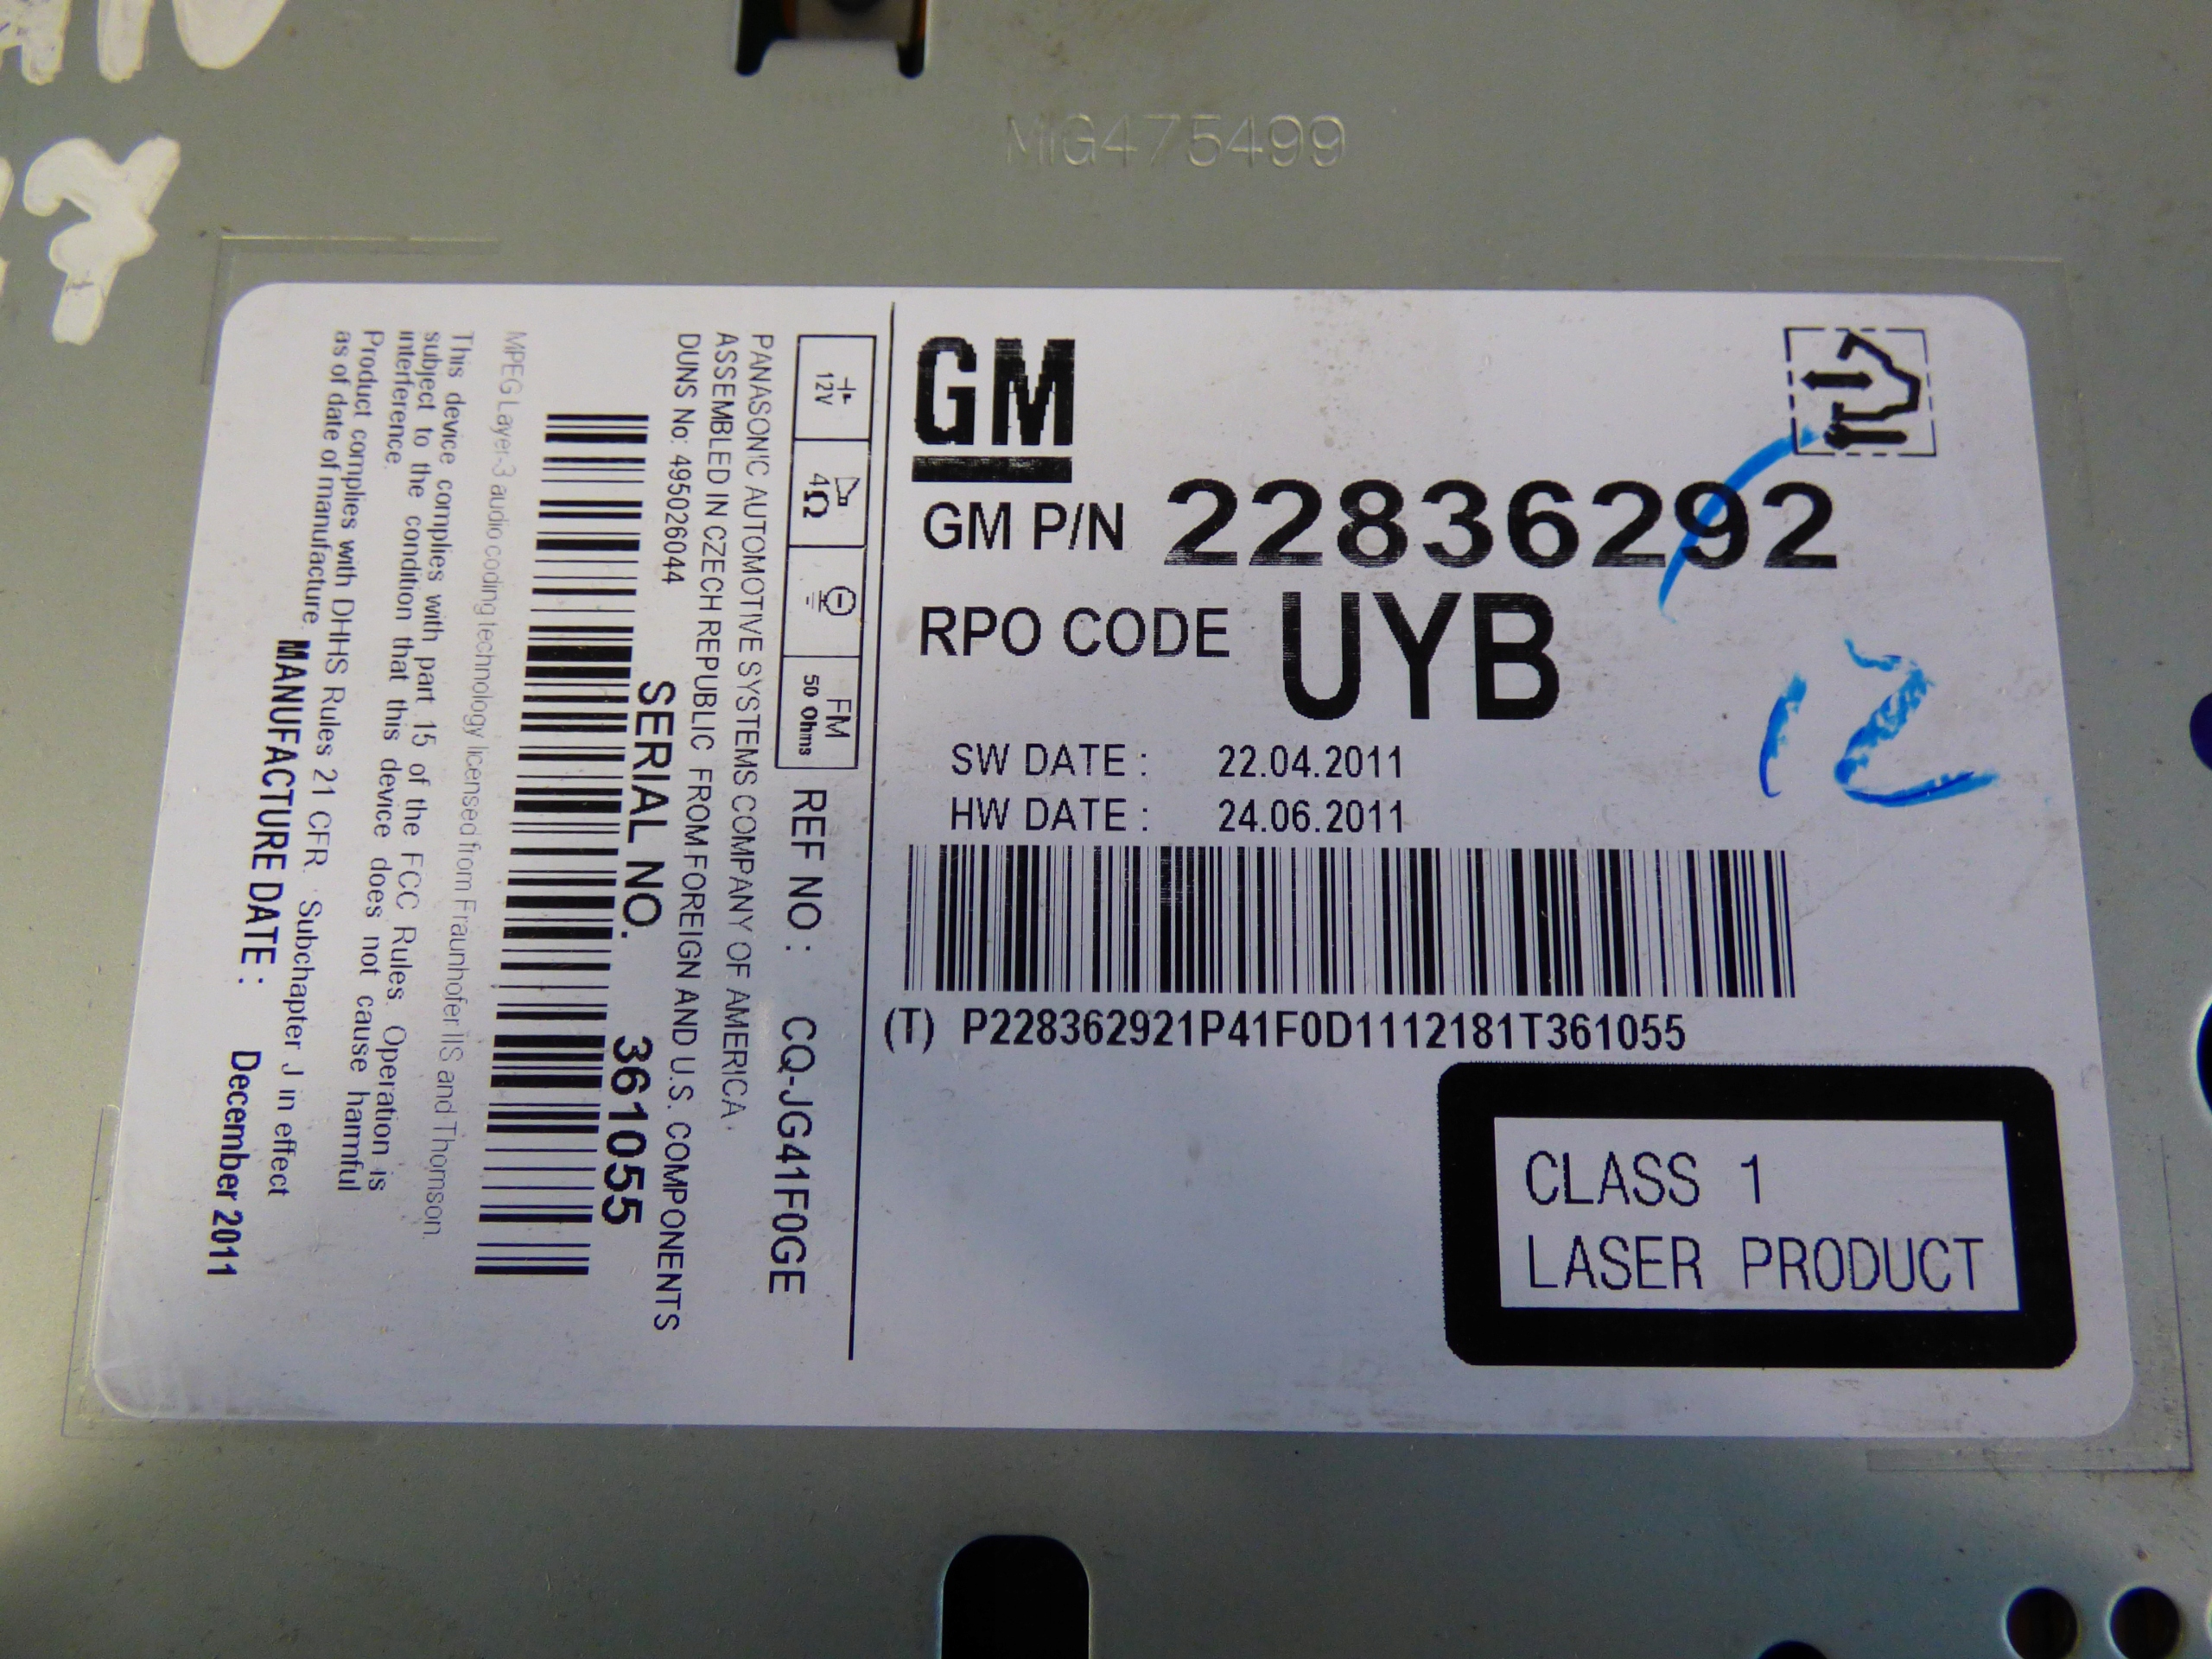 MIG475499
GM
GM P/N 22836292
RPO CODE UYB
SW DATE : 22.04.2011
HW DATE : 24.06.2011
(T) P228362921P41F0D1112181T361055
CLASS 1
LASER PRODUCT
12
12V
4Ω
FM
50 Ohms
REF NO : CQ-JG41F0GE
PANASONIC AUTOMOTIVE SYSTEMS COMPANY OF AMERICA.
ASSEMBLED IN CZECH REPUBLIC FROM FOREIGN AND U.S. COMPONENTS
DUNS No: 495026044
SERIAL NO. 361055
MPEG Layer-3 audio coding technology licensed from Fraunhofer IIS and Thomson.
This device complies with part 15 of the FCC Rules. Operation is
subject to the condition that this device does not cause harmful
interference.
Product complies with DHHS Rules 21 CFR. Subchapter J in effect
as of date of manufacture.
MANUFACTURE DATE : December 2011